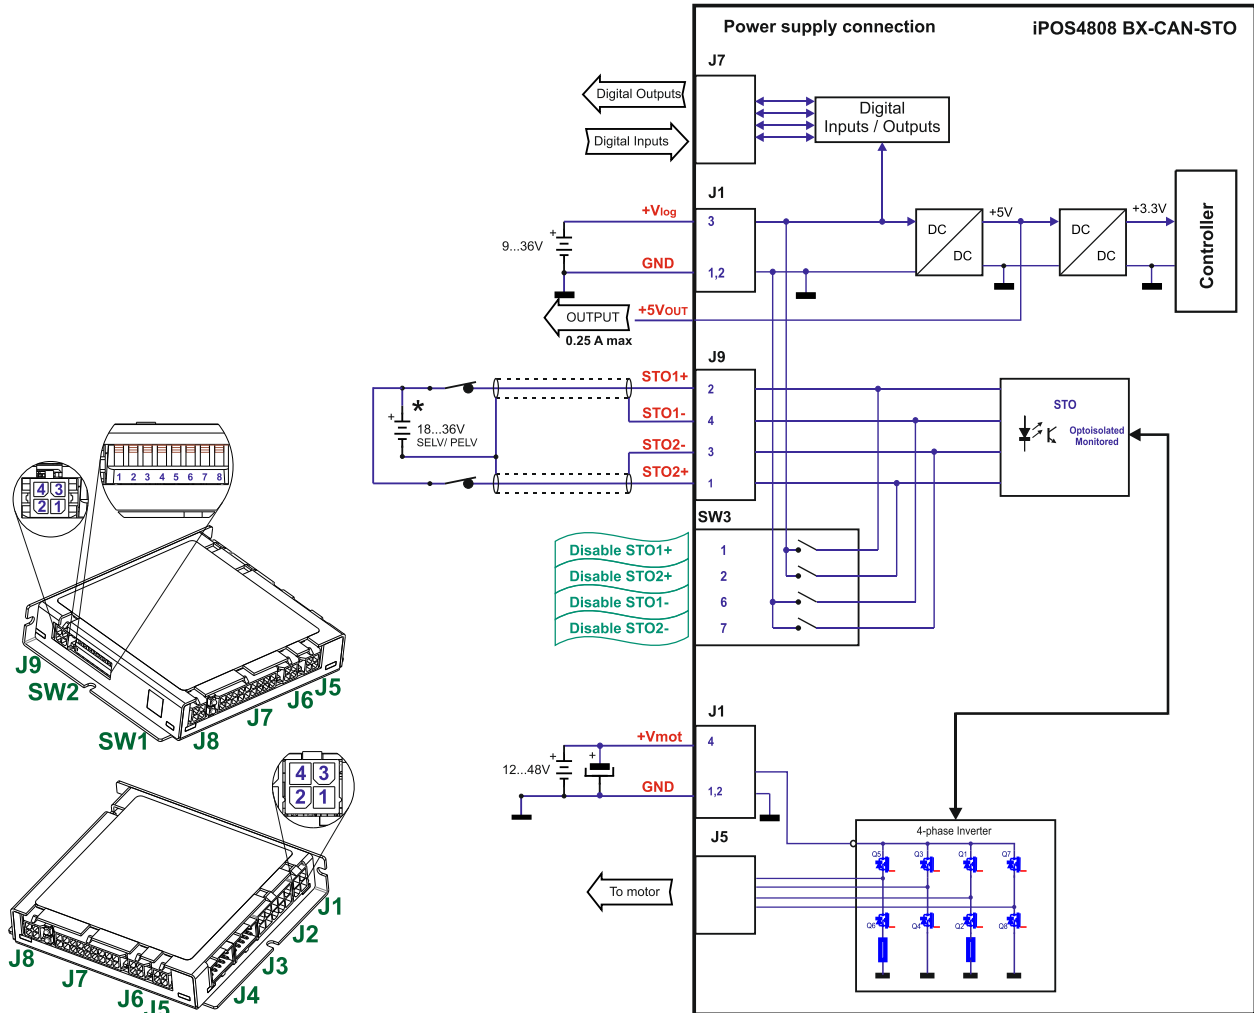 Power supply connection
iPOS4808 BX-CAN-STO
J7
Digital Outputs
Digital Inputs
Digital
Inputs / Outputs
J1
+Vlog
3
9...36V
+
GND
1,2
DC
DC
+5V
DC
DC
+3.3V
Controller
OUTPUT
+5VOUT
0.25 A max
J9
STO1+
2
STO1-
4
STO2-
3
STO2+
1
*
+
18...36V
SELV/ PELV
STO
Optoisolated
Monitored
SW3
Disable STO1+
1
Disable STO2+
2
Disable STO1-
6
Disable STO2-
7
J1
+Vmot
4
+
+
12...48V
GND
1,2
J5
To motor
4-phase Inverter
Q5
Q3
Q1
Q7
Q6
Q4
Q2
Q8
1 2 3 4 5 6 7 8
4 3
2 1
J9
SW2
SW1
J8
J7
J6
J5
4 3
2 1
J1
J2
J3
J4
J8
J7
J6
J5